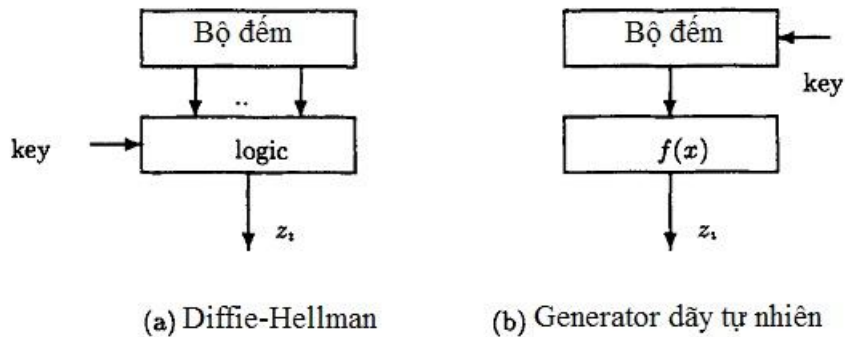 Bộ đếm
..
key
logic
z₁
(a) Diffie-Hellman
Bộ đếm
key
f(x)
z₁
(b) Generator dãy tự nhiên